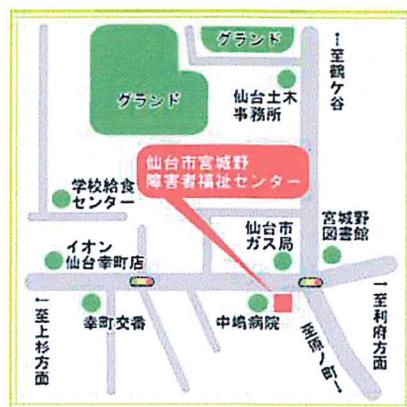 グランド
グランド
↑至鶴ケ谷
仙台土木
事務所
仙台市宮城野
障害者福祉センター
学校給食
センター
宮城野
図書館
仙台市
ガス局
イオン
仙台幸町店
幸町交番
中嶋病院
←至上杉方面
至原ノ町→
→至利府方面